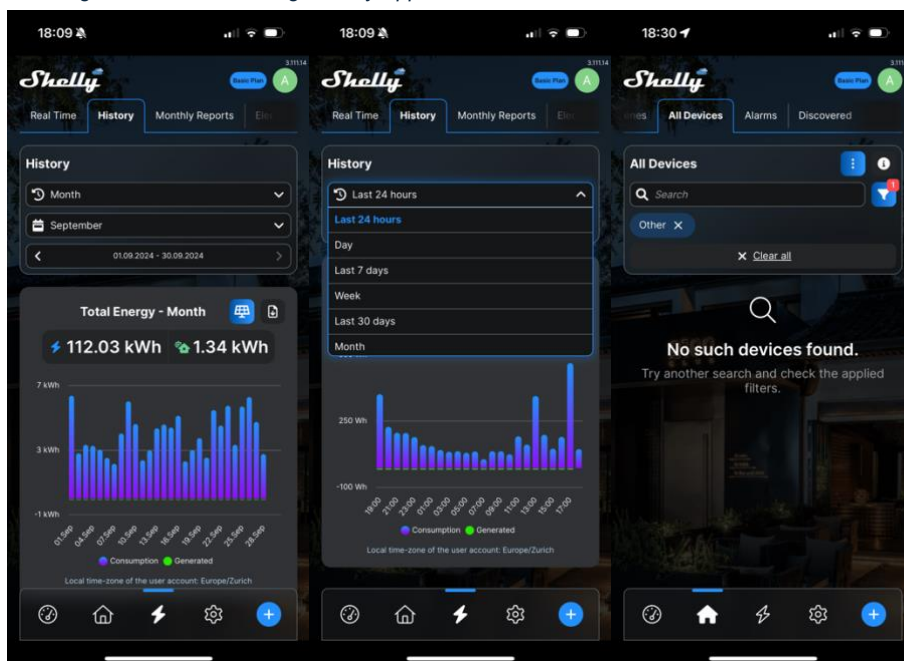 18:09
Shelly
3.111.14
Basic Plan
A
Real Time
History
Monthly Reports
Ele
History
Month
September
01.09.2024 - 30.09.2024
Total Energy - Month
112.03 kWh
1.34 kWh
7 kWh
3 kWh
-1 kWh
01.Sep
04.Sep
07.Sep
10.Sep
13.Sep
16.Sep
19.Sep
22.Sep
25.Sep
28.Sep
Consumption
Generated
Local time-zone of the user account: Europe/Zurich
18:09
Shelly
3.111.14
Basic Plan
A
Real Time
History
Monthly Reports
Ele
History
Last 24 hours
Last 24 hours
Day
Last 7 days
Week
Last 30 days
Month
250 Wh
-100 Wh
19:00
21:00
23:00
01:00
03:00
05:00
07:00
09:00
11:00
13:00
15:00
17:00
Consumption
Generated
Local time-zone of the user account: Europe/Zurich
18:30
Shelly
3.111
Basic Plan
A
enes
All Devices
Alarms
Discovered
All Devices
Search
1
Other
Clear all
No such devices found.
Try another search and check the applied
filters.